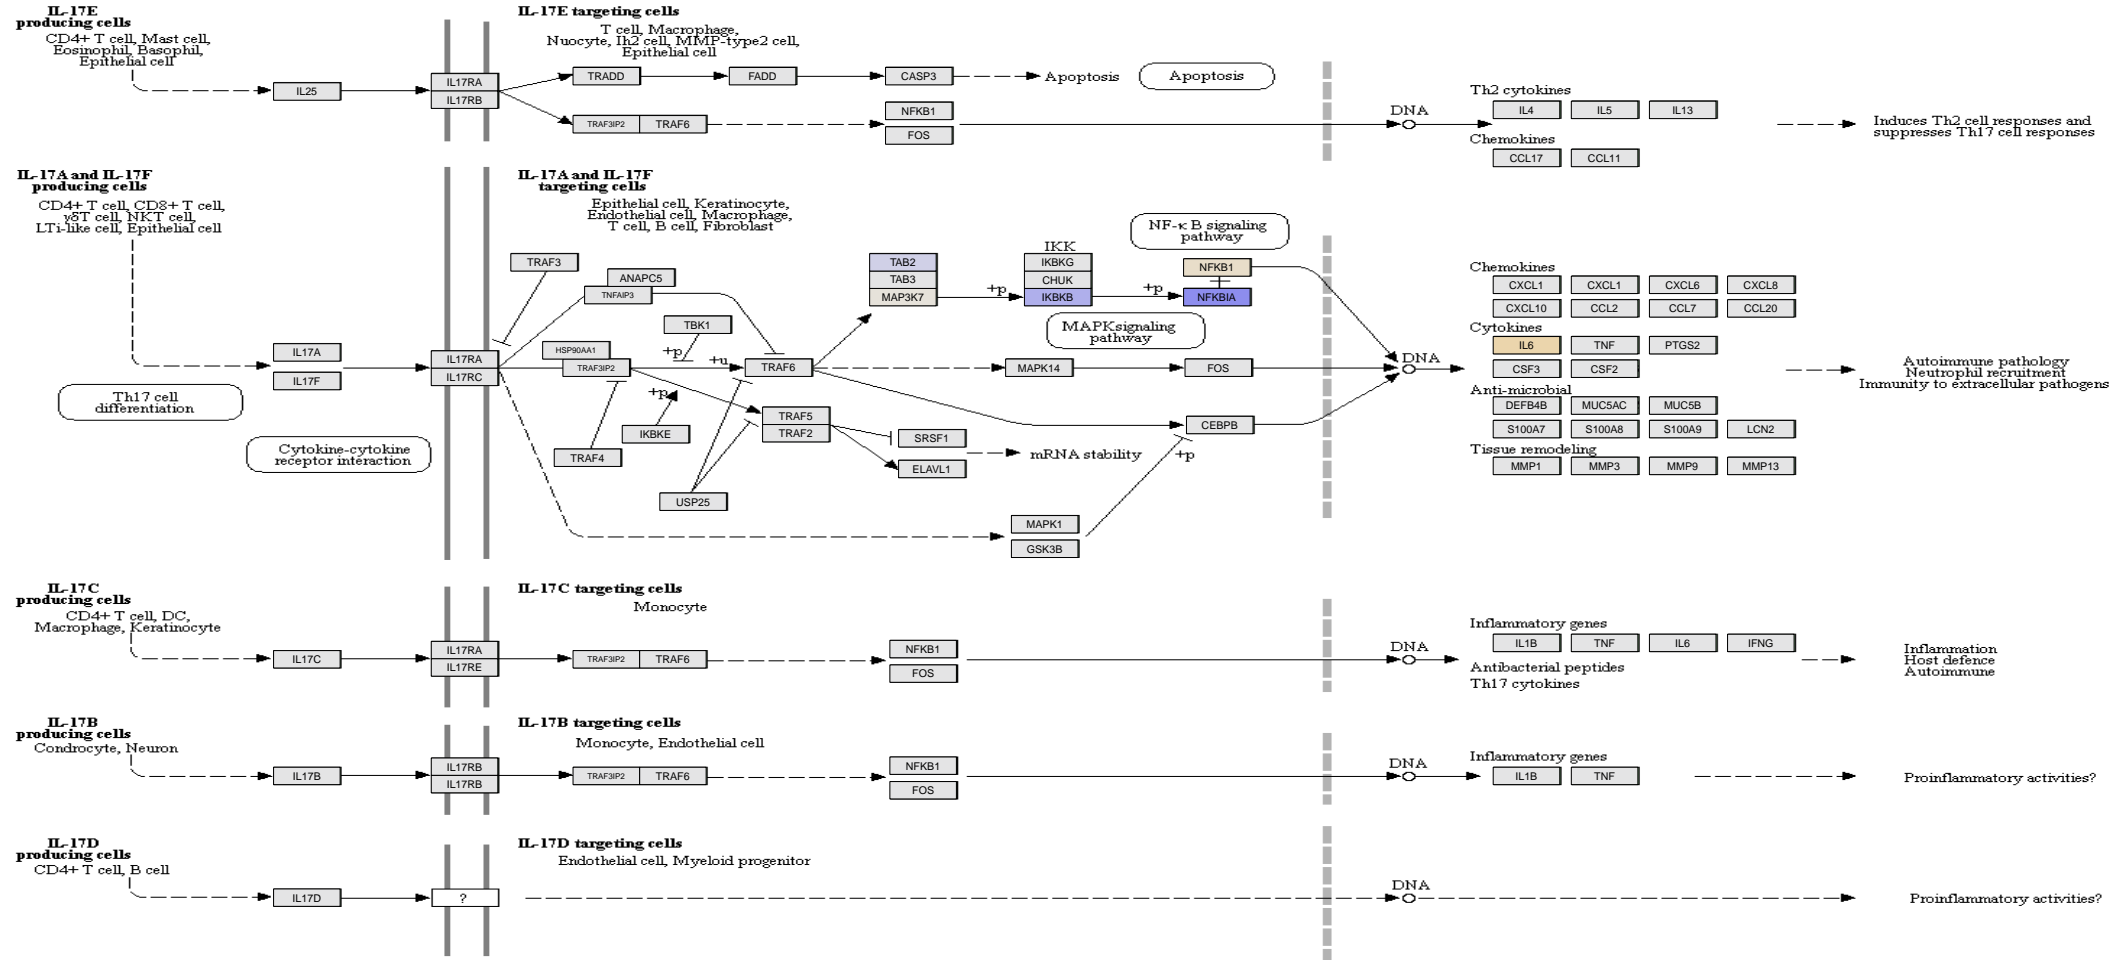 IL-17E
producing cells
CD4+ T cell, Mast cell,
Eosinophil, Basophil,
Epithelial cell
IL25
IL17RA
IL17RB
IL-17E targeting cells
T cell, Macrophage,
Nuocyte, Ih2 cell, MMP-type2 cell,
Epithelial cell
TRADD
FADD
CASP3
Apoptosis
Apoptosis
TRAF3IP2
TRAF6
NFKB1
FOS
DNA
Th2 cytokines
IL4
IL5
IL13
Chemokines
CCL17
CCL11
Induces Th2 cell responses and
suppresses Th17 cell responses
IL-17A and IL-17F
producing cells
CD4+ T cell, CD8+ T cell,
γδT cell, NKT cell,
LTi-like cell, Epithelial cell
IL17A
IL17F
Th17 cell
differentiation
Cytokine-cytokine
receptor interaction
IL17RA
IL17RC
IL-17A and IL-17F
targeting cells
Epithelial cell, Keratinocyte,
Endothelial cell, Macrophage,
T cell, B cell, Fibroblast
TRAF3
ANAPC5
TNFAIP3
TBK1
+p
+u
HSP90AA1
TRAF3IP2
TRAF6
+p
IKBKE
TRAF4
USP25
TRAF5
TRAF2
SRSF1
ELAVL1
mRNA stability
TAB2
TAB3
MAP3K7
+p
IKK
IKBKG
CHUK
IKBKB
+p
NF-κ B signaling
pathway
NFKB1
NFKBIA
MAPKsignaling
pathway
MAPK14
FOS
CEBPB
+p
MAPK1
GSK3B
DNA
Chemokines
CXCL1
CXCL1
CXCL6
CXCL8
CXCL10
CCL2
CCL7
CCL20
Cytokines
IL6
TNF
PTGS2
CSF3
CSF2
Anti-microbial
DEFB4B
MUC5AC
MUC5B
S100A7
S100A8
S100A9
LCN2
Tissue remodeling
MMP1
MMP3
MMP9
MMP13
Autoimmune pathology
Neutrophil recruitment
Immunity to extracellular pathogens
IL-17C
producing cells
CD4+ T cell, DC,
Macrophage, Keratinocyte
IL17C
IL17RA
IL17RE
IL-17C targeting cells
Monocyte
TRAF3IP2
TRAF6
NFKB1
FOS
DNA
Inflammatory genes
IL1B
TNF
IL6
IFNG
Antibacterial peptides
Th17 cytokines
Inflammation
Host defence
Autoimmune
IL-17B
producing cells
Condrocyte, Neuron
IL17B
IL17RB
IL17RB
IL-17B targeting cells
Monocyte, Endothelial cell
TRAF3IP2
TRAF6
NFKB1
FOS
DNA
Inflammatory genes
IL1B
TNF
Proinflammatory activities?
IL-17D
producing cells
CD4+ T cell, B cell
IL17D
?
IL-17D targeting cells
Endothelial cell, Myeloid progenitor
DNA
Proinflammatory activities?